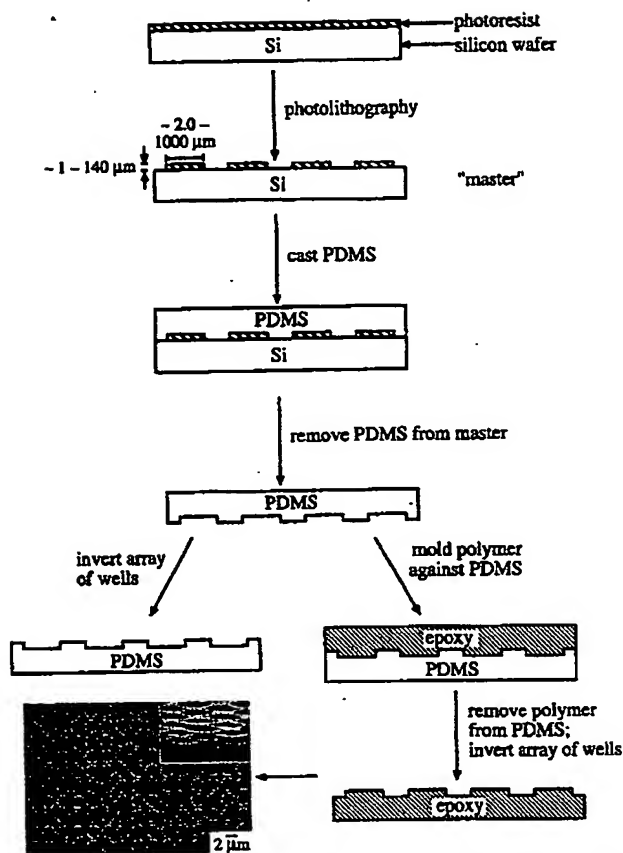 photoresist
Si
silicon wafer
photolithography
~ 2.0 –
1000 µm
~ 1 – 140 µm
Si
"master"
cast PDMS
PDMS
Si
remove PDMS from master
PDMS
invert array
of wells
mold polymer
against PDMS
PDMS
epoxy
PDMS
remove polymer
from PDMS;
invert array of wells
epoxy
2 µm